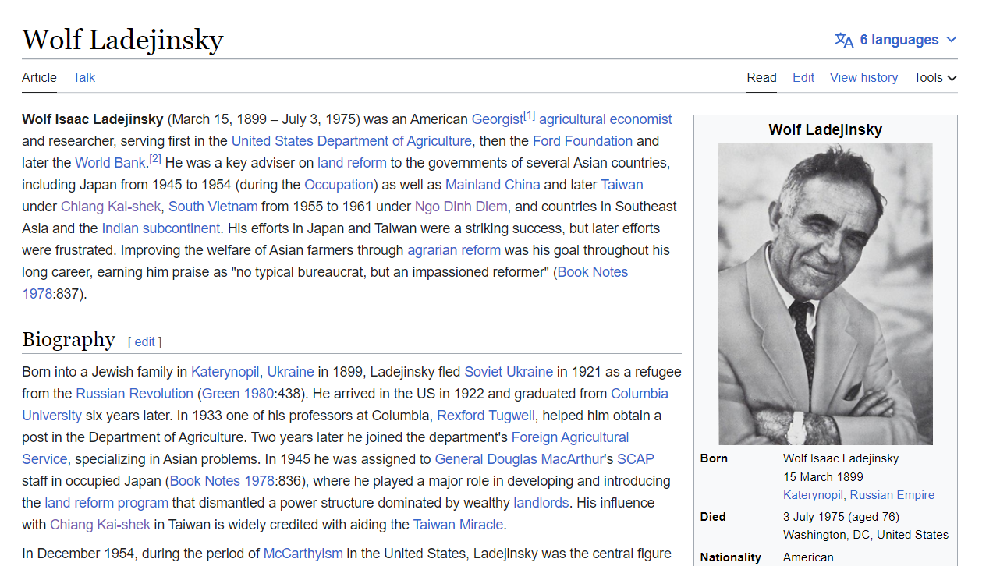 Wolf Ladejinsky
6 languages
Article Talk
Read Edit View history Tools
Wolf Isaac Ladejinsky (March 15, 1899 – July 3, 1975) was an American Georgist[1] agricultural economist
and researcher, serving first in the United States Department of Agriculture, then the Ford Foundation and
later the World Bank.[2] He was a key adviser on land reform to the governments of several Asian countries,
including Japan from 1945 to 1954 (during the Occupation) as well as Mainland China and later Taiwan
under Chiang Kai-shek, South Vietnam from 1955 to 1961 under Ngo Dinh Diem, and countries in Southeast
Asia and the Indian subcontinent. His efforts in Japan and Taiwan were a striking success, but later efforts
were frustrated. Improving the welfare of Asian farmers through agrarian reform was his goal throughout his
long career, earning him praise as "no typical bureaucrat, but an impassioned reformer" (Book Notes
1978:837).
Biography [ edit ]
Born into a Jewish family in Katerynopil, Ukraine in 1899, Ladejinsky fled Soviet Ukraine in 1921 as a refugee
from the Russian Revolution (Green 1980:438). He arrived in the US in 1922 and graduated from Columbia
University six years later. In 1933 one of his professors at Columbia, Rexford Tugwell, helped him obtain a
post in the Department of Agriculture. Two years later he joined the department's Foreign Agricultural
Service, specializing in Asian problems. In 1945 he was assigned to General Douglas MacArthur's SCAP
staff in occupied Japan (Book Notes 1978:836), where he played a major role in developing and introducing
the land reform program that dismantled a power structure dominated by wealthy landlords. His influence
with Chiang Kai-shek in Taiwan is widely credited with aiding the Taiwan Miracle.
In December 1954, during the period of McCarthyism in the United States, Ladejinsky was the central figure
Wolf Ladejinsky
Born Wolf Isaac Ladejinsky
15 March 1899
Katerynopil, Russian Empire
Died 3 July 1975 (aged 76)
Washington, DC, United States
Nationality American